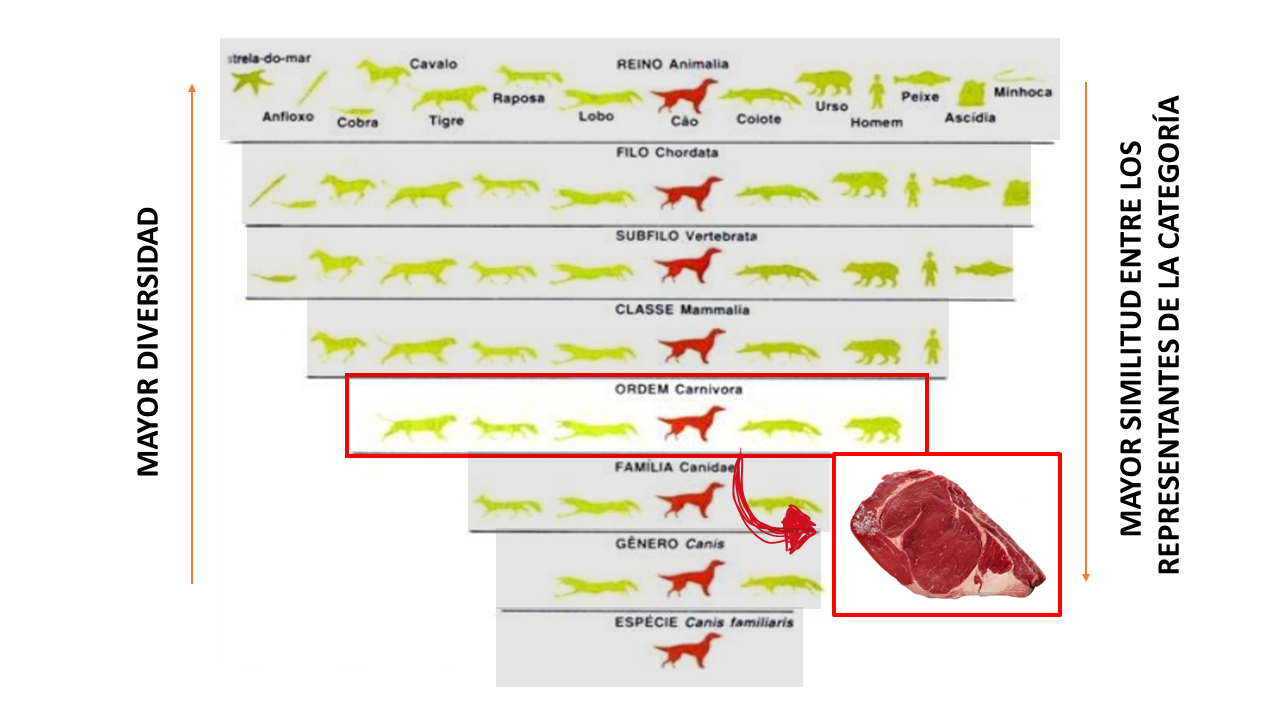 strela-do-mar
Cavalo
REINO Animalia
Raposa
Urso
Peixe
Minhoca
Anfioxo
Cobra
Tigre
Lobo
Cão
Coiote
Homem
Ascídia
FILO Chordata
SUBFILO Vertebrata
CLASSE Mammalia
ORDEM Carnivora
FAMÍLIA Canidae
GÊNERO Canis
ESPÉCIE Canis familiaris
MAYOR DIVERSIDAD
MAYOR SIMILITUD ENTRE LOS
REPRESENTANTES DE LA CATEGORÍA